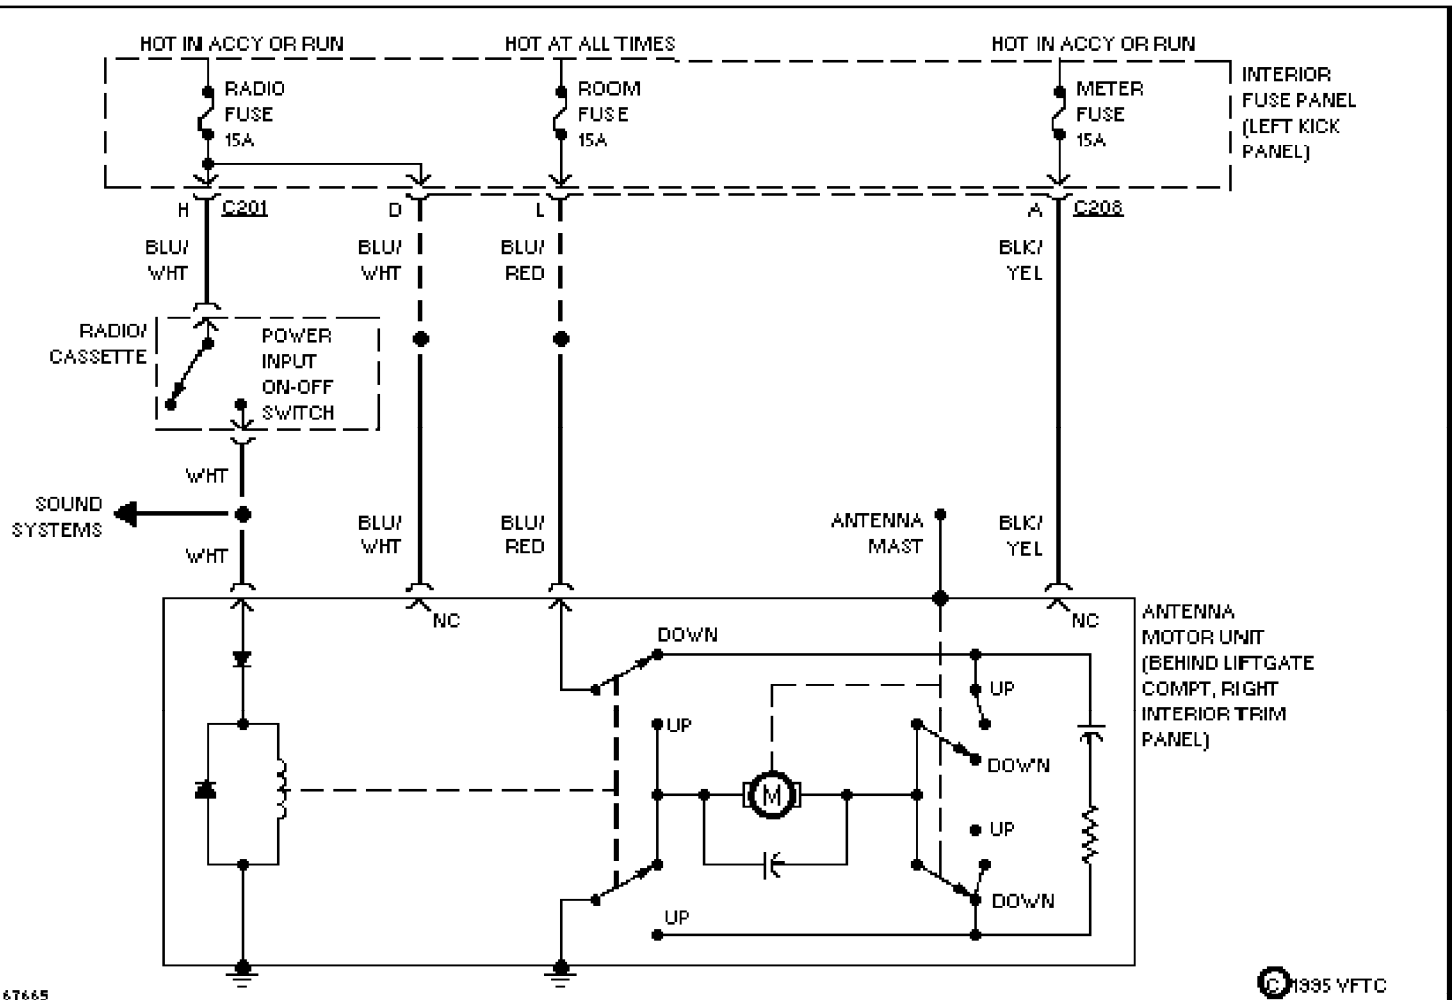 HOT IN ACCY OR RUN
HOT AT ALL TIMES
HOT IN ACCY OR RUN
RADIO
FUSE
15A
ROOM
FUSE
15A
METER
FUSE
15A
INTERIOR
FUSE PANEL
(LEFT KICK
PANEL)
H
C201
D
L
A
C208
BLU/
WHT
BLU/
WHT
BLU/
RED
BLK/
YEL
RADIO/
CASSETTE
POWER
INPUT
ON-OFF
SWITCH
WHT
SOUND
SYSTEMS
WHT
BLU/
WHT
BLU/
RED
ANTENNA
MAST
BLK/
YEL
NC
NC
ANTENNA
MOTOR UNIT
(BEHIND LIFTGATE
COMPT, RIGHT
INTERIOR TRIM
PANEL)
DOWN
UP
UP
DOWN
M
UP
DOWN
UP
67665
© 1995 VFTC